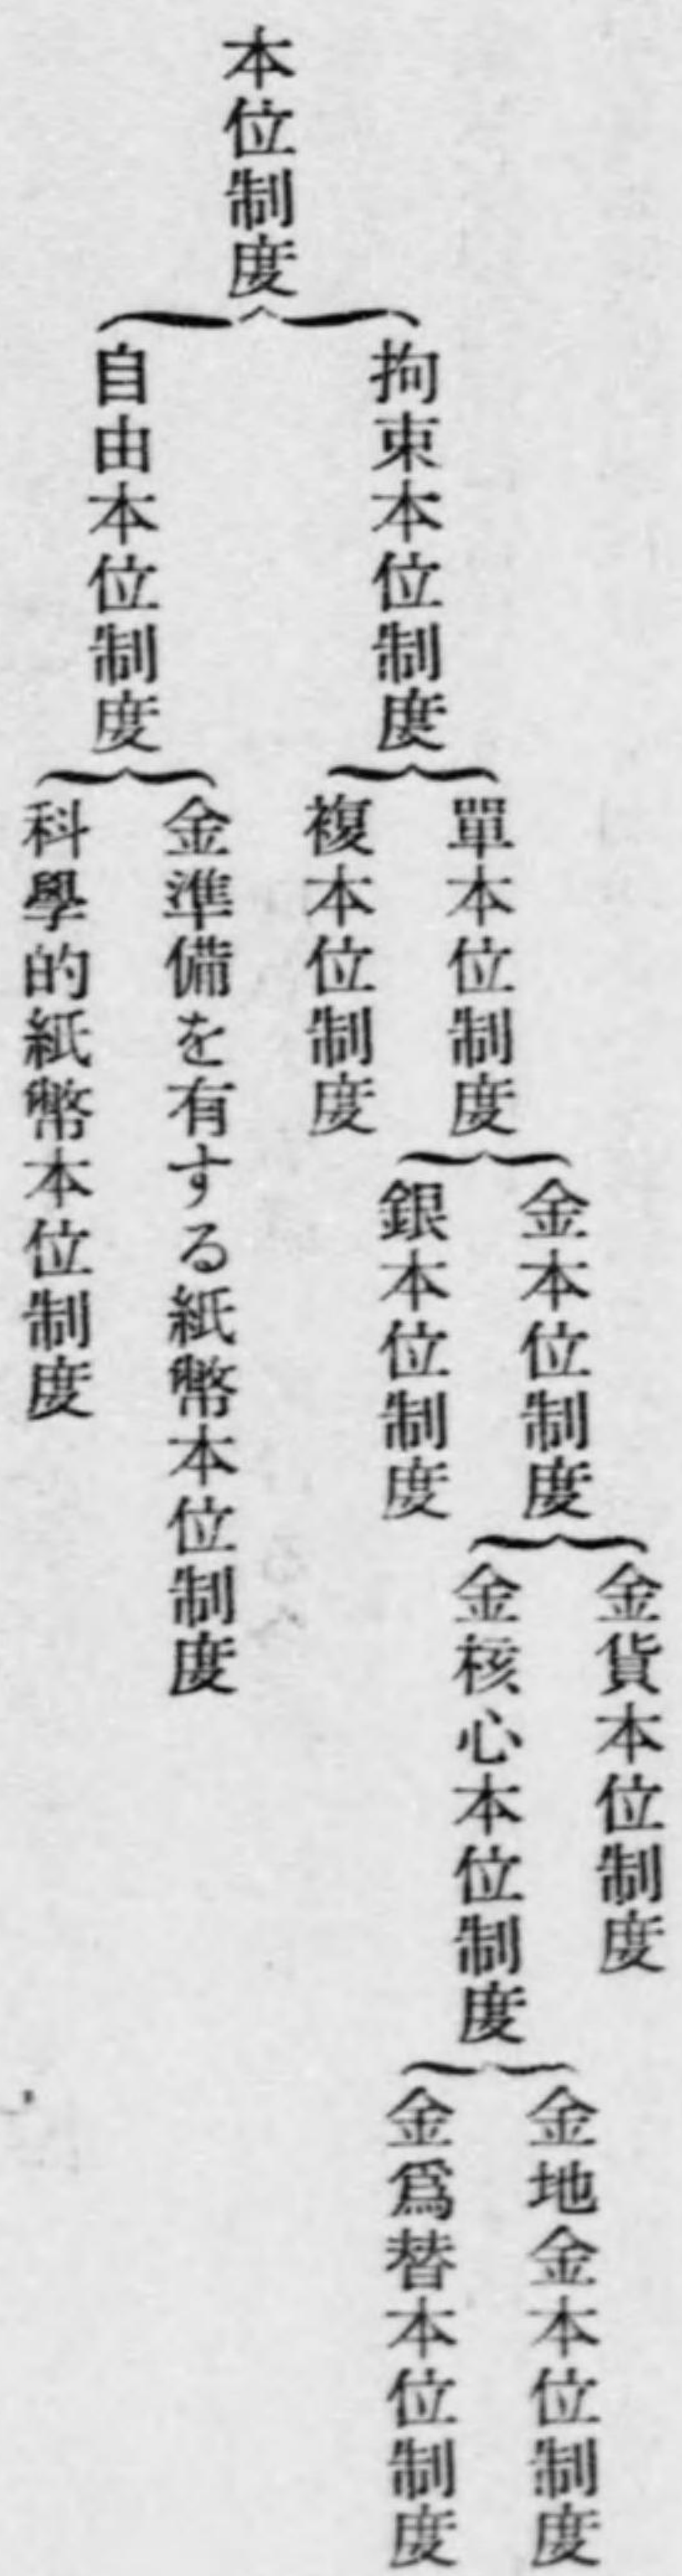 本位制度
拘束本位制度
單本位制度
金本位制度
金貨本位制度
金核心本位制度
金地金本位制度
金爲替本位制度
銀本位制度
複本位制度
自由本位制度
金準備を有する紙幣本位制度
科學的紙幣本位制度